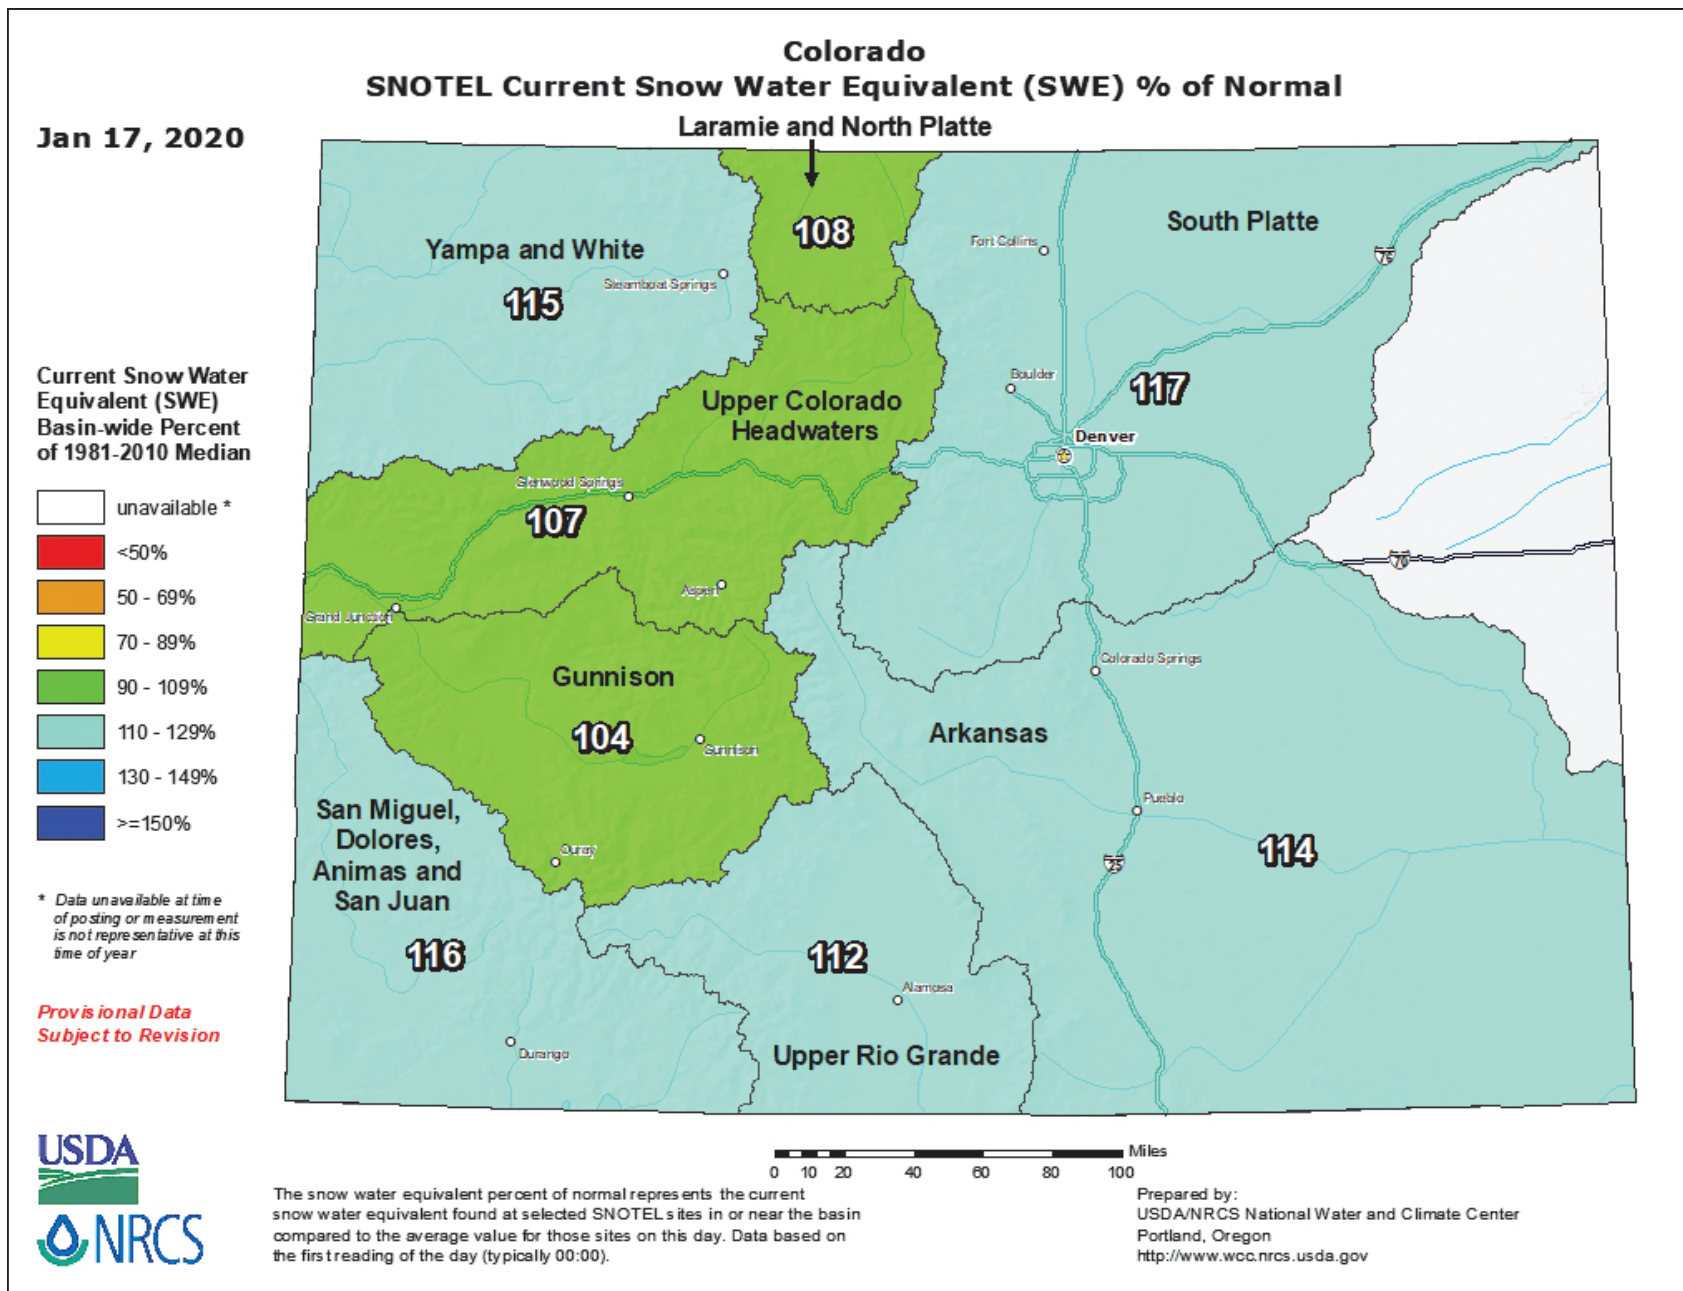 Colorado
SNOTEL Current Snow Water Equivalent (SWE) % of Normal
Jan 17, 2020
Laramie and North Platte
108
South Platte
Fort Collins
76
Yampa and White
Steamboat Springs
115
Current Snow Water
Equivalent (SWE)
Basin-wide Percent
of 1981-2010 Median
unavailable *
<50%
50 - 69%
70 - 89%
90 - 109%
110 - 129%
130 - 149%
>=150%
* Data unavailable at time
of posting or measurement
is not representative at this
time of year
Provisional Data
Subject to Revision
Boulder
117
Upper Colorado
Headwaters
Denver
Glenwood Springs
107
70
Aspen
Grand Junction
Colorado Springs
Gunnison
104
Gunnison
Arkansas
Pueblo
San Miguel,
Dolores,
Animas and
San Juan
Ouray
25
114
116
112
Alamosa
Durango
Upper Rio Grande
USDA
NRCS
Miles
0 10 20 40 60 80 100
The snow water equivalent percent of normal represents the current
snow water equivalent found at selected SNOTEL sites in or near the basin
compared to the average value for those sites on this day. Data based on
the first reading of the day (typically 00:00).
Prepared by:
USDA/NRCS National Water and Climate Center
Portland, Oregon
http://www.wcc.nrcs.usda.gov